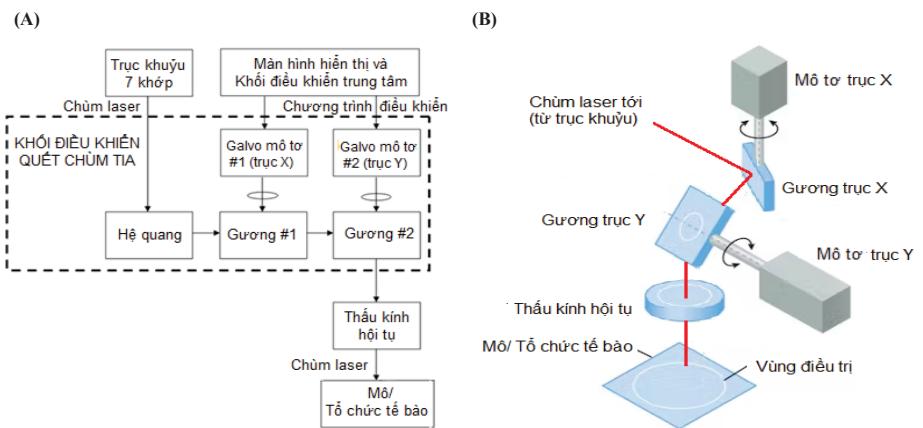 (A)
Trục khuỷu
7 khớp
Màn hình hiển thị và
Khối điều khiển trung tâm
Chùm laser
Chương trình điều khiển
KHỐI ĐIỀU KHIỂN
QUÉT CHÙM TIA
Galvo mô tơ
#1 (trục X)
Galvo mô tơ
#2 (trục Y)
Hệ quang
Gương #1
Gương #2
Thấu kính
hội tụ
Chùm laser
Mô/
Tổ chức tế bào
(B)
Mô tơ trục X
Chùm laser tới
(từ trục khuỷu)
Gương trục X
Gương trục Y
Mô tơ trục Y
Thấu kính hội tụ
Mô/ Tổ chức tế bào
Vùng điều trị